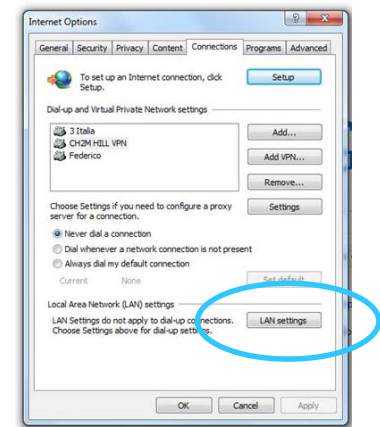 Internet Options
General Security Privacy Content Connections Programs Advanced
To set up an Internet connection, click
Setup.
Setup
Dial-up and Virtual Private Network settings
3 Italia
CH2M HILL VPN
Federico
Add...
Add VPN...
Remove...
Choose Settings if you need to configure a proxy
server for a connection.
Settings
Never dial a connection
Dial whenever a network connection is not present
Always dial my default connection
Current None
Set default
Local Area Network (LAN) settings
LAN Settings do not apply to dial-up connections.
Choose Settings above for dial-up settings.
LAN settings
OK Cancel Apply